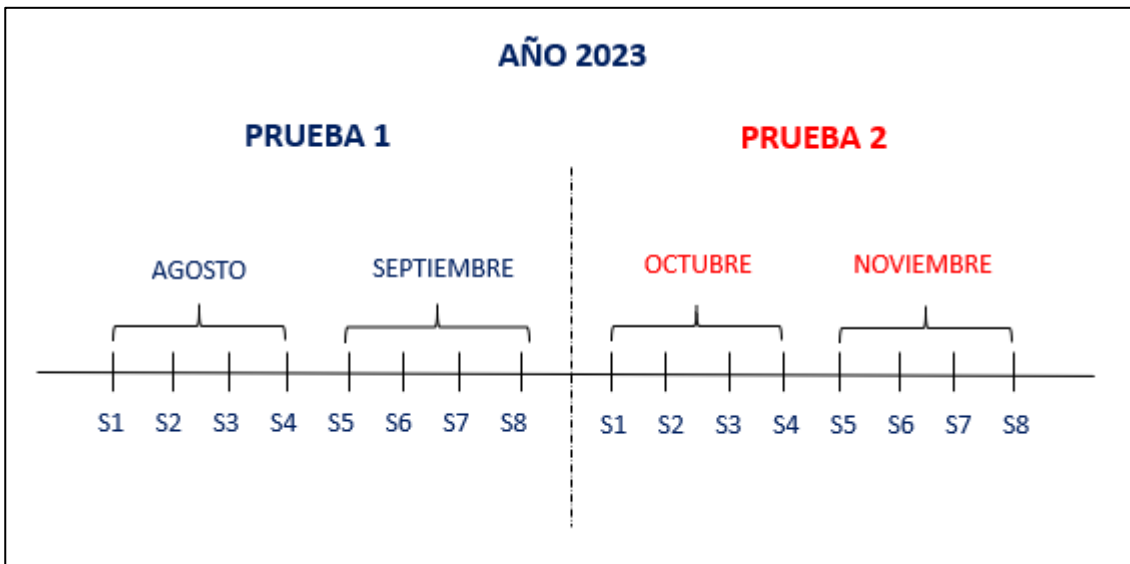 AÑO 2023
PRUEBA 1
PRUEBA 2
AGOSTO
SEPTIEMBRE
OCTUBRE
NOVIEMBRE
S1 S2 S3 S4 S5 S6 S7 S8
S1 S2 S3 S4 S5 S6 S7 S8